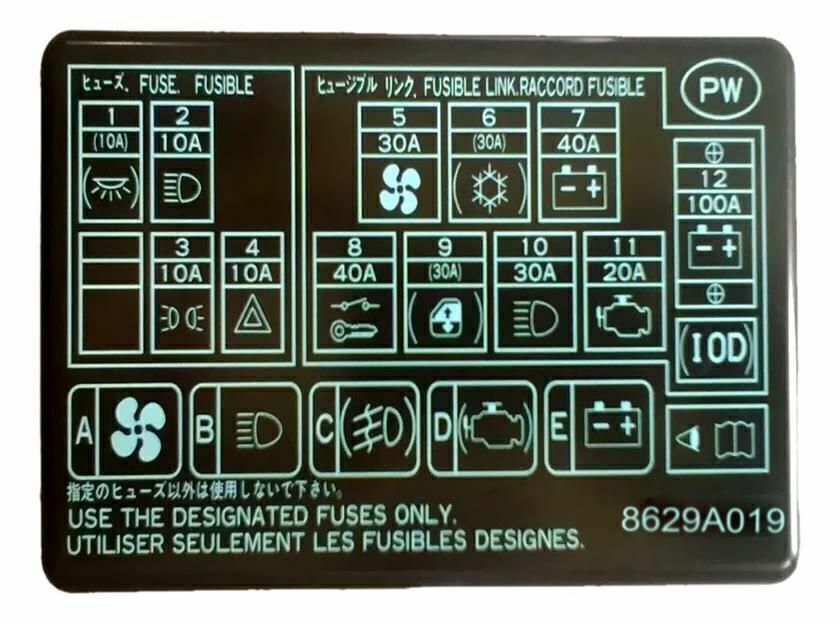 ヒューズ. FUSE. FUSIBLE
ヒュージブル リンク. FUSIBLE LINK. RACCORD FUSIBLE
PW
1
(10A)
2
10A
5
30A
6
(30A)
7
40A
12
100A
3
10A
4
10A
8
40A
9
(30A)
10
30A
11
20A
(IOD)
A
B
C
D
E
指定のヒューズ以外は使用しないで下さい。
USE THE DESIGNATED FUSES ONLY.
UTILISER SEULEMENT LES FUSIBLES DESIGNES.
8629A019